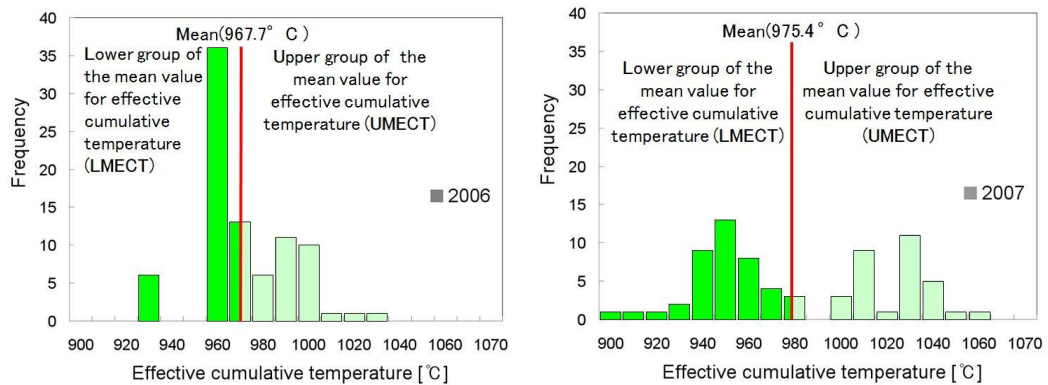 40
35
30
25
20
15
10
5
0
Frequency
Mean(967.7° C )
Lower group of
the mean value
for effective
cumulative
temperature
(LMECT)
Upper group of the
mean value for
effective cumulative
temperature (UMECT)
2006
900 920 940 960 980 1000 1020 1040 1060 1070
Effective cumulative temperature [℃]
40
35
30
25
20
15
10
5
0
Frequency
Mean(975.4° C )
Lower group of the
mean value for
effective cumulative
temperature (LMECT)
Upper group of the
mean value for effective
cumulative temperature
(UMECT)
2007
900 920 940 960 980 1000 1020 1040 1060 1070
Effective cumulative temperature [℃]